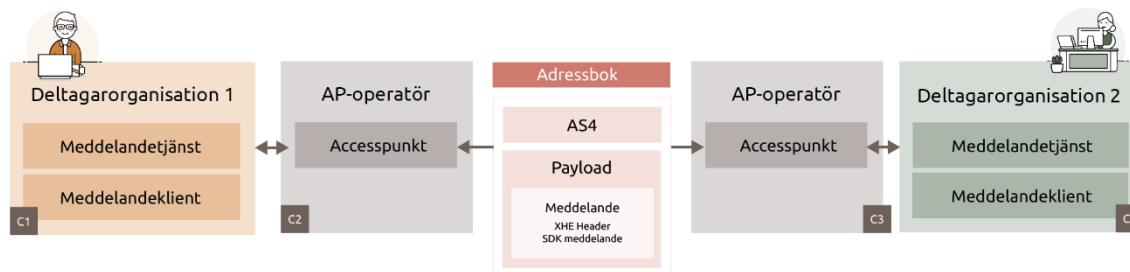 Deltagarorganisation 1
Meddelandetjänst
Meddelandeklient
C1
AP-operatör
Accesspunkt
C2
Adressbok
AS4
Payload
Meddelande
XHE Header
SDK meddelande
AP-operatör
Accesspunkt
C3
Deltagarorganisation 2
Meddelandetjänst
Meddelandeklient
C